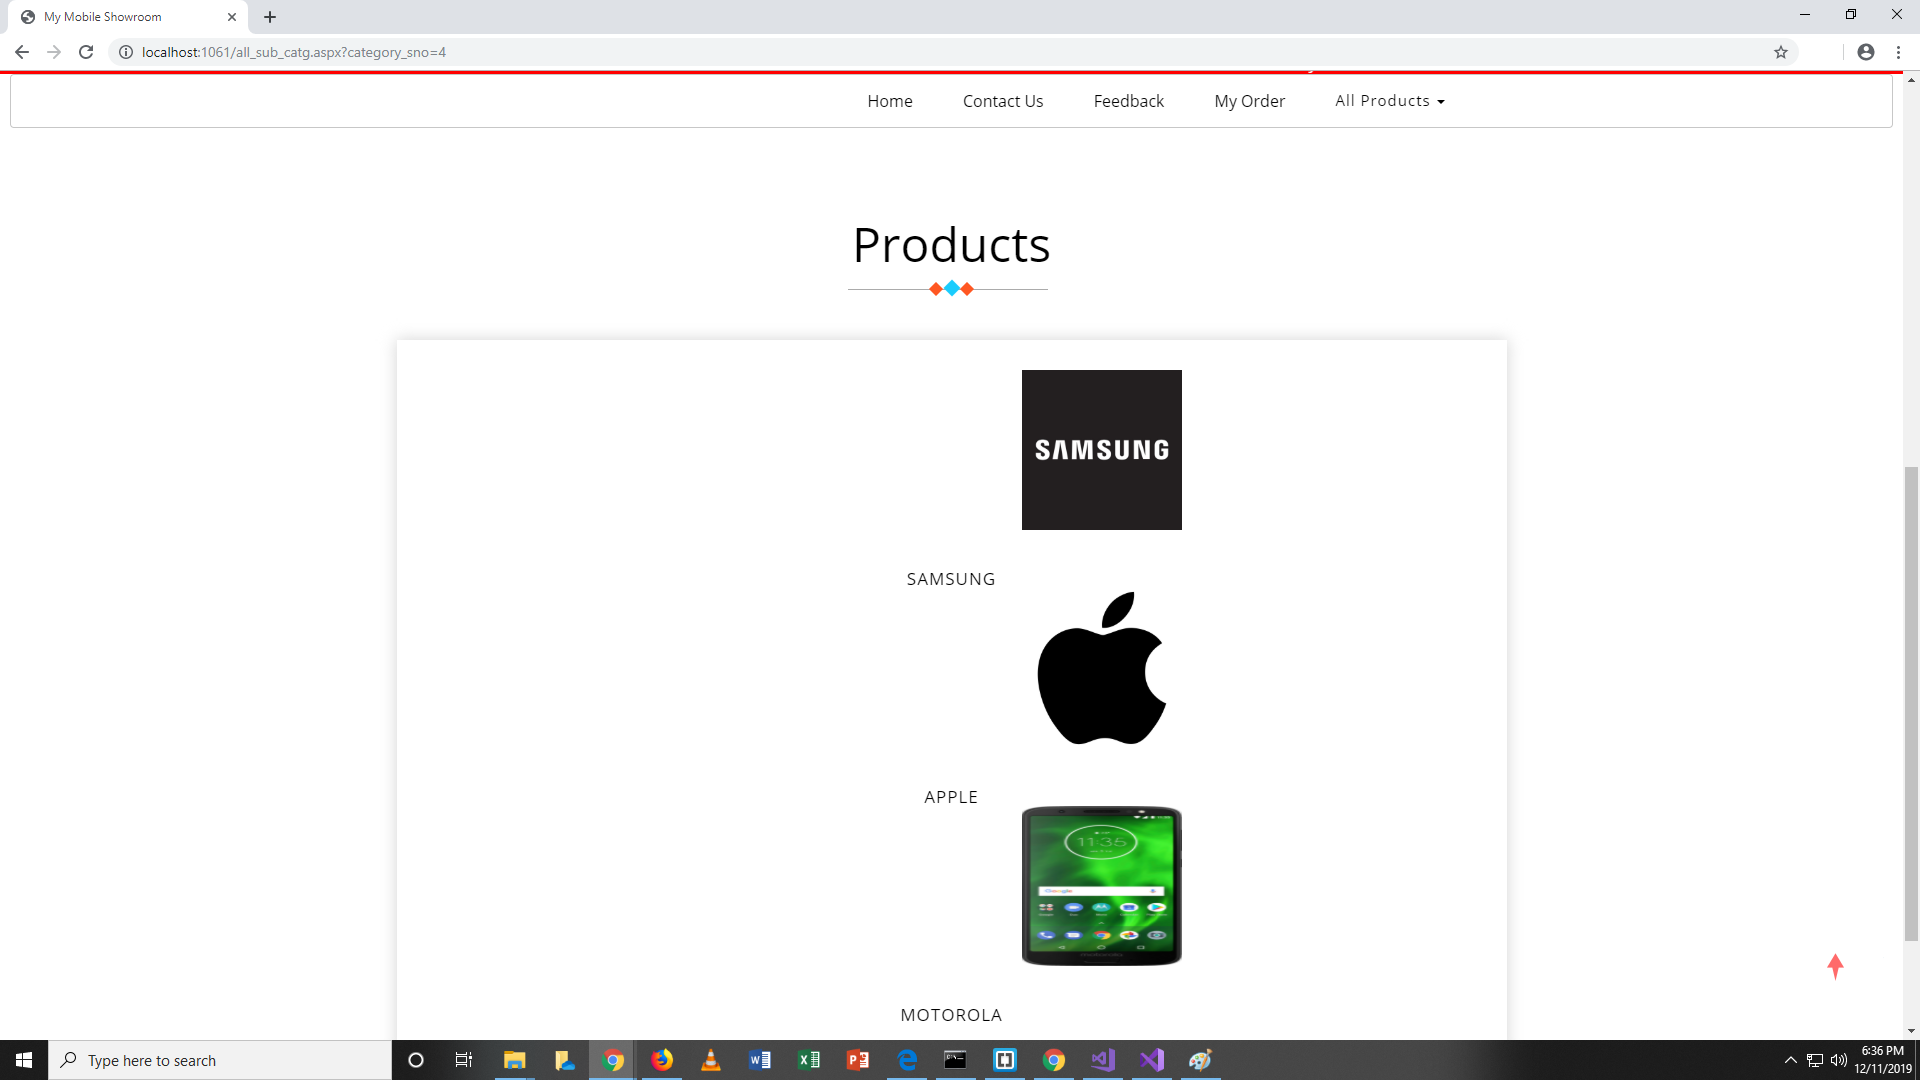 My Mobile Showroom
localhost:1061/all_sub_catg.aspx?category_sno=4
Home Contact Us Feedback My Order All Products
Products
SAMSUNG
SAMSUNG
APPLE
11:35
Google
MOTOROLA
Type here to search
6:36 PM
12/11/2019